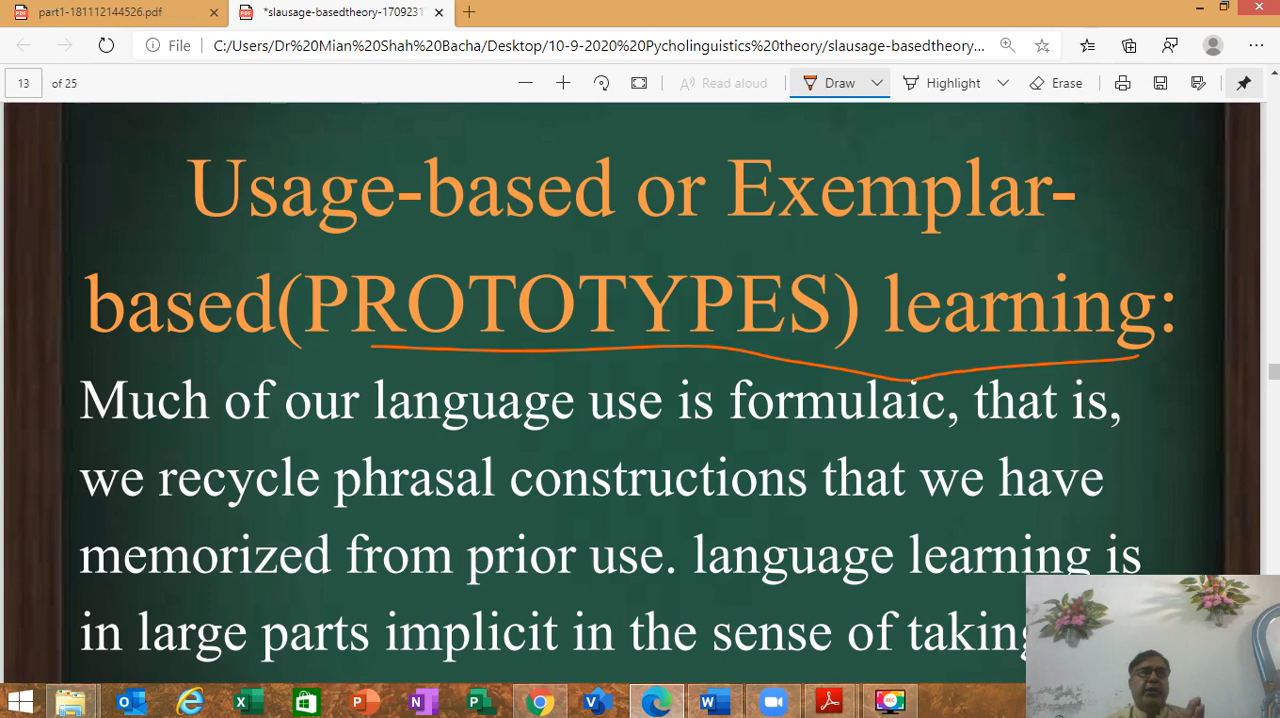 part1-181112144526.pdf
*slausage-basedtheory-1709231
File
C:/Users/Dr%20Mian%20Shah%20Bacha/Desktop/10-9-2020%20Pycholinguistics%20theory/slausage-basedtheory...
13 of 25
Read aloud
Draw
Highlight
Erase
Usage-based or Exemplar-
based(PROTOTYPES) learning:
Much of our language use is formulaic, that is,
we recycle phrasal constructions that we have
memorized from prior use. language learning is
in large parts implicit in the sense of taking